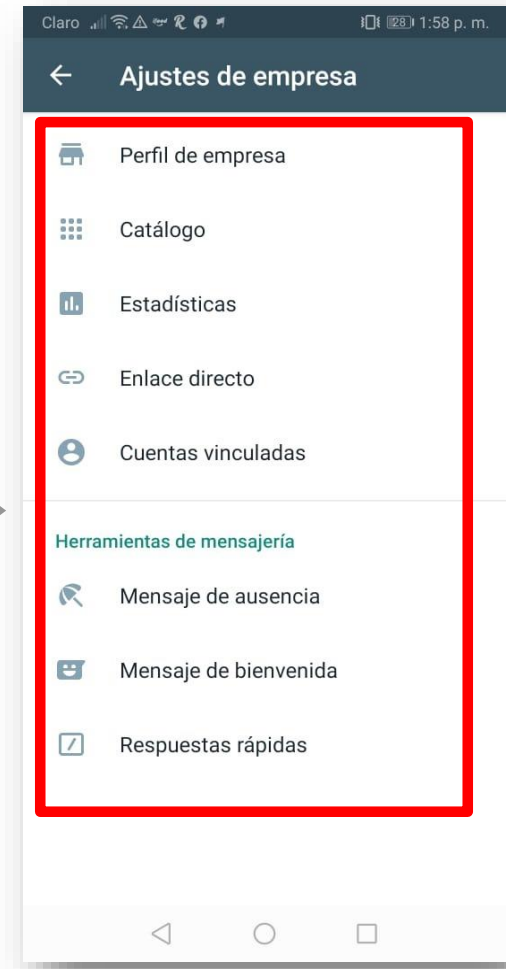 Claro 28 1:58 p. m.
Ajustes de empresa
Perfil de empresa
Catálogo
Estadísticas
Enlace directo
Cuentas vinculadas
Herramientas de mensajería
Mensaje de ausencia
Mensaje de bienvenida
Respuestas rápidas